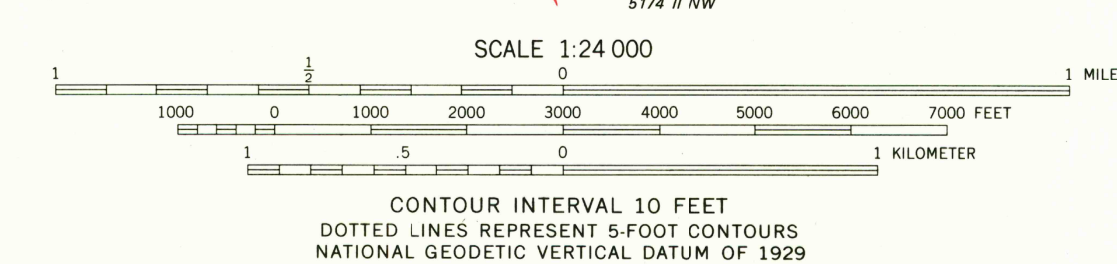 5174 II NW
SCALE 1:24 000
1 ½ 0 1 MILE
1000 0 1000 2000 3000 4000 5000 6000 7000 FEET
1 .5 0 1 KILOMETER
CONTOUR INTERVAL 10 FEET
DOTTED LINES REPRESENT 5-FOOT CONTOURS
NATIONAL GEODETIC VERTICAL DATUM OF 1929